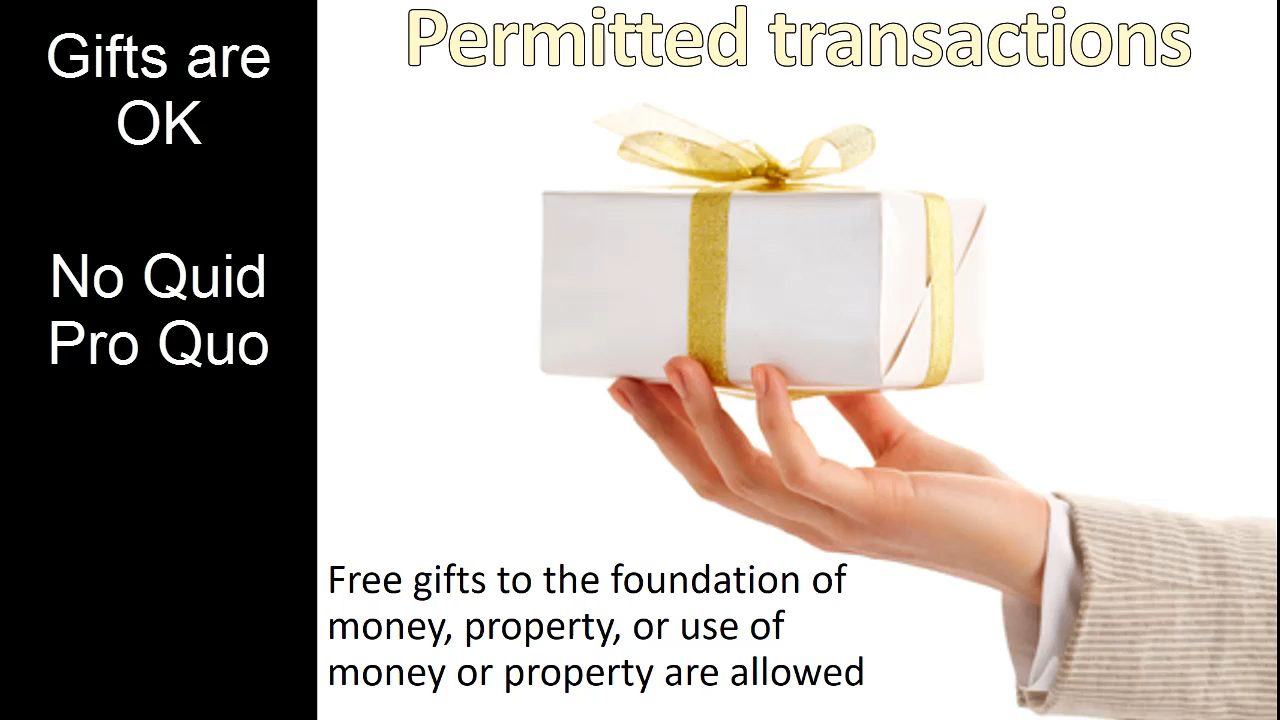 Gifts are
OK
No Quid
Pro Quo
Permitted transactions
Free gifts to the foundation of
money, property, or use of
money or property are allowed